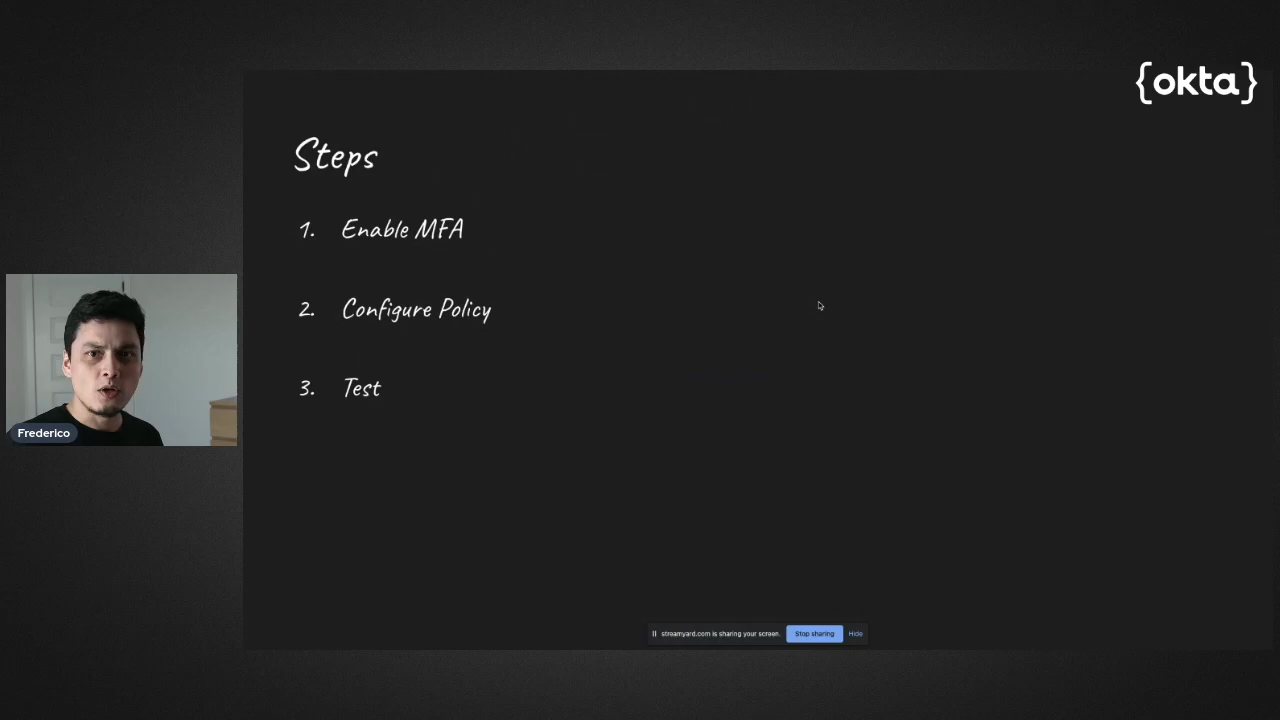 {okta}
Steps
1. Enable MFA
2. Configure Policy
3. Test
Frederico
streamyard.com is sharing your screen. Stop sharing Hide